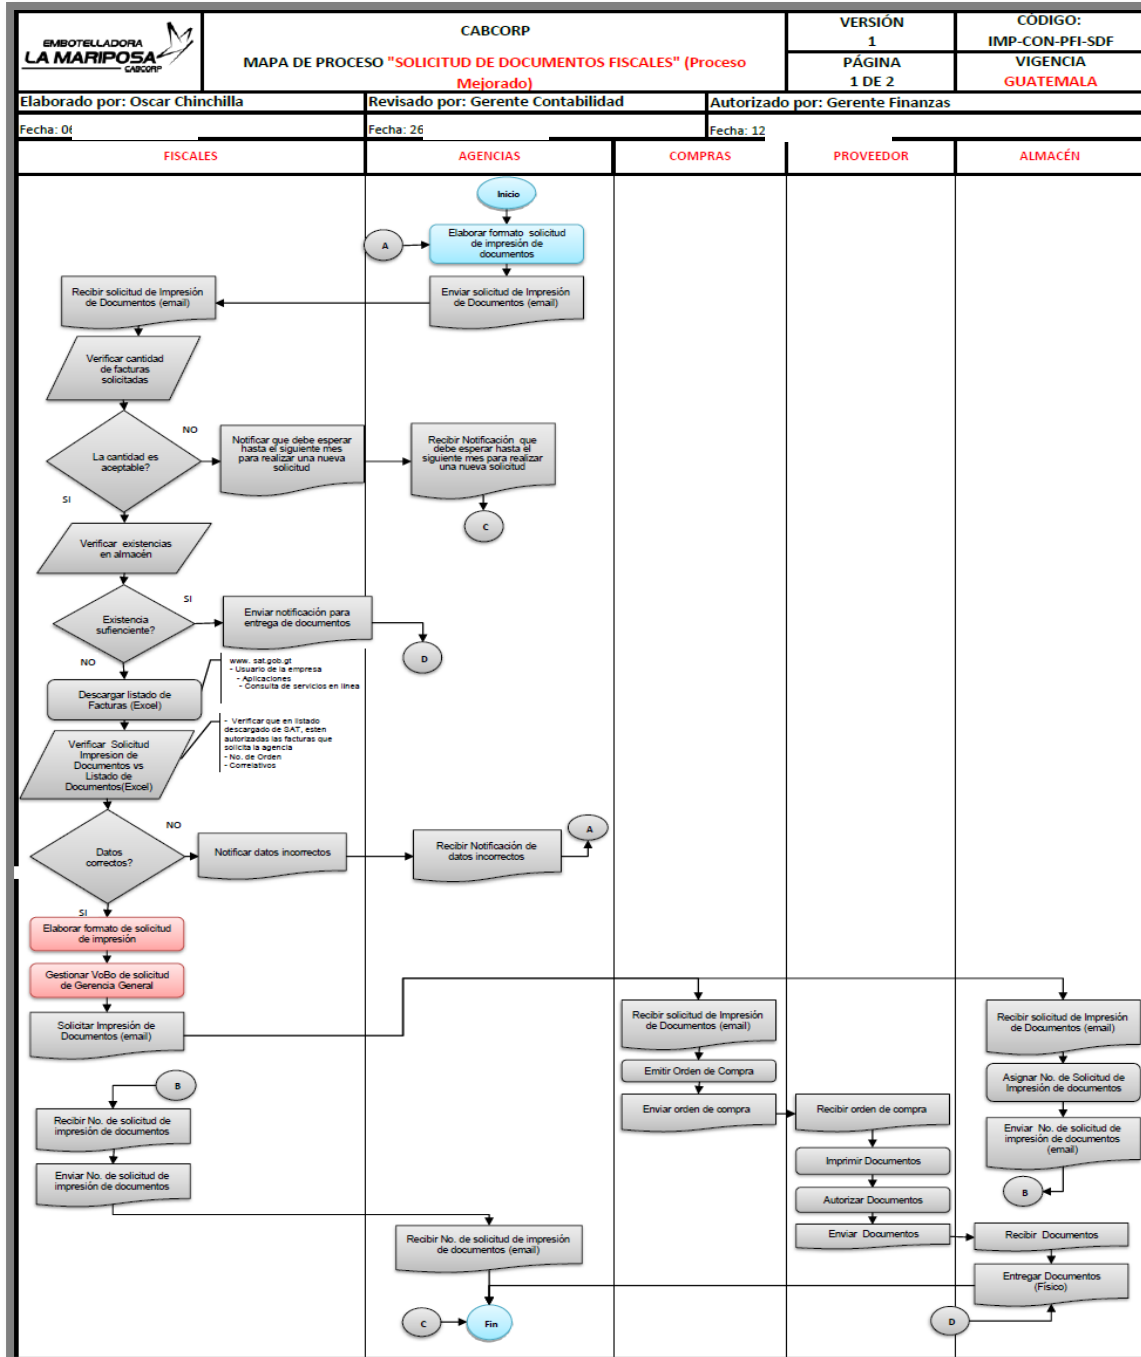 EMBOTELLADORA
LA MARIPOSA
CABCORP
CABCORP
MAPA DE PROCESO "SOLICITUD DE DOCUMENTOS FISCALES" (Proceso
Mejorado)
VERSIÓN
1
CÓDIGO:
IMP-CON-PFI-SDF
PÁGINA
1 DE 2
VIGENCIA
GUATEMALA
Elaborado por: Oscar Chinchilla
Revisado por: Gerente Contabilidad
Autorizado por: Gerente Finanzas
Fecha: 06
Fecha: 26
Fecha: 12
FISCALES
AGENCIAS
COMPRAS
PROVEEDOR
ALMACÉN
Inicio
A
Elaborar formato solicitud
de impresión de
documentos
Recibir solicitud de Impresión
de Documentos (email)
Enviar solicitud de Impresión
de Documentos (email)
Verificar cantidad
de facturas
solicitadas
La cantidad es
aceptable?
NO
SI
Notificar que debe esperar
hasta el siguiente mes
para realizar una nueva
solicitud
Recibir Notificación que
debe esperar hasta el
siguiente mes para realizar
una nueva solicitud
C
Verificar existencias
en almacén
Existencia
sufienciente?
SI
NO
Enviar notificación para
entrega de documentos
D
Descargar listado de
Facturas (Excel)
www. sat.gob.gt
- Usuario de la empresa
- Aplicaciones
- Consulta de servicios en línea
Verificar Solicitud
Impresion de
Documentos vs
Listado de
Documentos(Excel)
- Verificar que en listado
descargado de SAT, esten
autorizadas las facturas que
solicita la agencia
- No. de Orden
- Correlativos
Datos
correctos?
NO
SI
Notificar datos incorrectos
Recibir Notificación de
datos incorrectos
A
Elaborar formato de solicitud
de impresión
Gestionar VoBo de solicitud
de Gerencia General
Solicitar Impresión de
Documentos (email)
Recibir solicitud de Impresión
de Documentos (email)
Recibir solicitud de Impresión
de Documentos (email)
Emitir Orden de Compra
Asignar No. de Solicitud de
Impresión de documentos
B
Recibir No. de solicitud de
impresión de documentos
Enviar orden de compra
Recibir orden de compra
Enviar No. de solicitud de
impresión de documentos
(email)
Enviar No. de solicitud de
impresión de documentos
Imprimir Documentos
Autorizar Documentos
B
Enviar Documentos
Recibir Documentos
Recibir No. de solicitud de impresión
de documentos (email)
Entregar Documentos
(Físico)
C
Fin
D